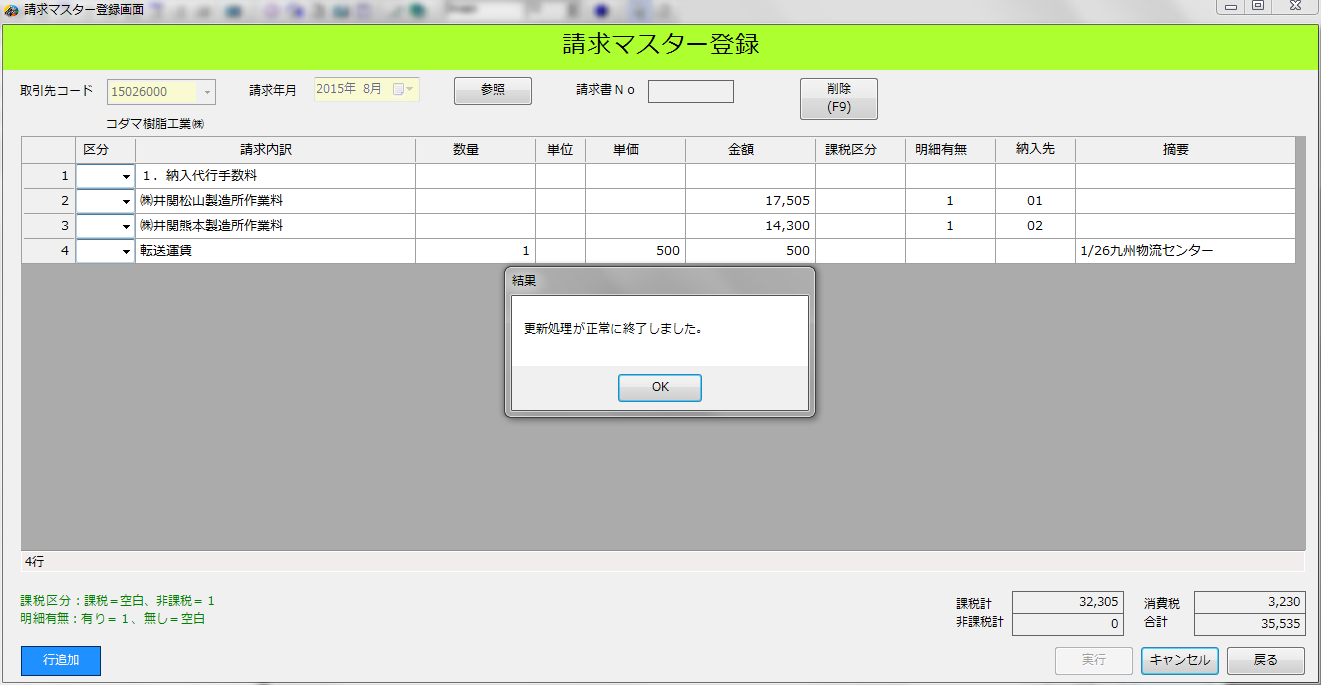 請求マスター登録画面
請求マスター登録
取引先コード 15026000 請求年月 2015年 8月 参照 請求書Ｎｏ 削除
(F9)
コダマ樹脂工業㈱
区分 請求内訳 数量 単位 単価 金額 課税区分 明細有無 納入先 摘要
1 １．納入代行手数料
2 ㈱井関松山製造所作業料 17,505 1 01
3 ㈱井関熊本製造所作業料 14,300 1 02
4 転送運賃 1 500 500 1/26九州物流センター
結果
更新処理が正常に終了しました。
OK
4行
課税区分：課税＝空白、非課税＝１
明細有無：有り＝１、無し＝空白
課税計 32,305 消費税 3,230
非課税計 0 合計 35,535
行追加 実行 キャンセル 戻る